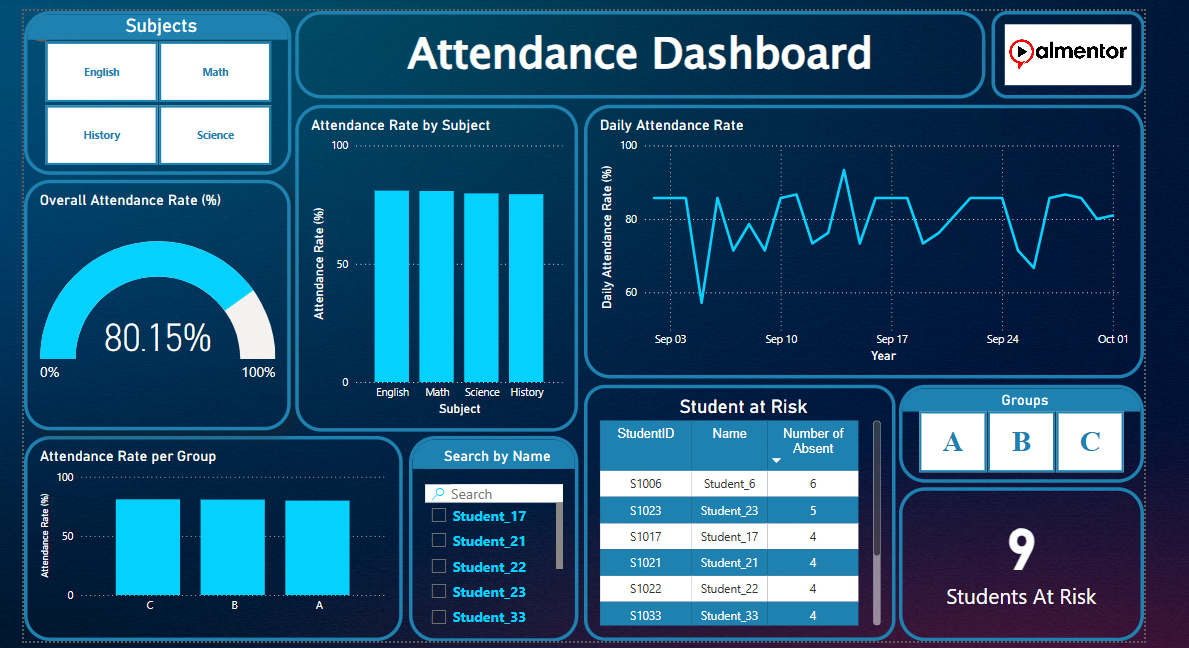 Subjects
English
Math
History
Science
Attendance Dashboard
almentor
Overall Attendance Rate (%)
80.15%
0%
100%
Attendance Rate by Subject
Attendance Rate (%)
100
50
0
English
Math
Science
History
Subject
Daily Attendance Rate
Daily Attendance Rate (%)
100
80
60
Sep 03
Sep 10
Sep 17
Sep 24
Oct 01
Year
Attendance Rate per Group
Attendance Rate (%)
100
50
0
C
B
A
Search by Name
Search
Student_17
Student_21
Student_22
Student_23
Student_33
Student at Risk
StudentID Name Number of
Absent
S1006 Student_6 6
S1023 Student_23 5
S1017 Student_17 4
S1021 Student_21 4
S1022 Student_22 4
S1033 Student_33 4
Groups
A
B
C
9
Students At Risk